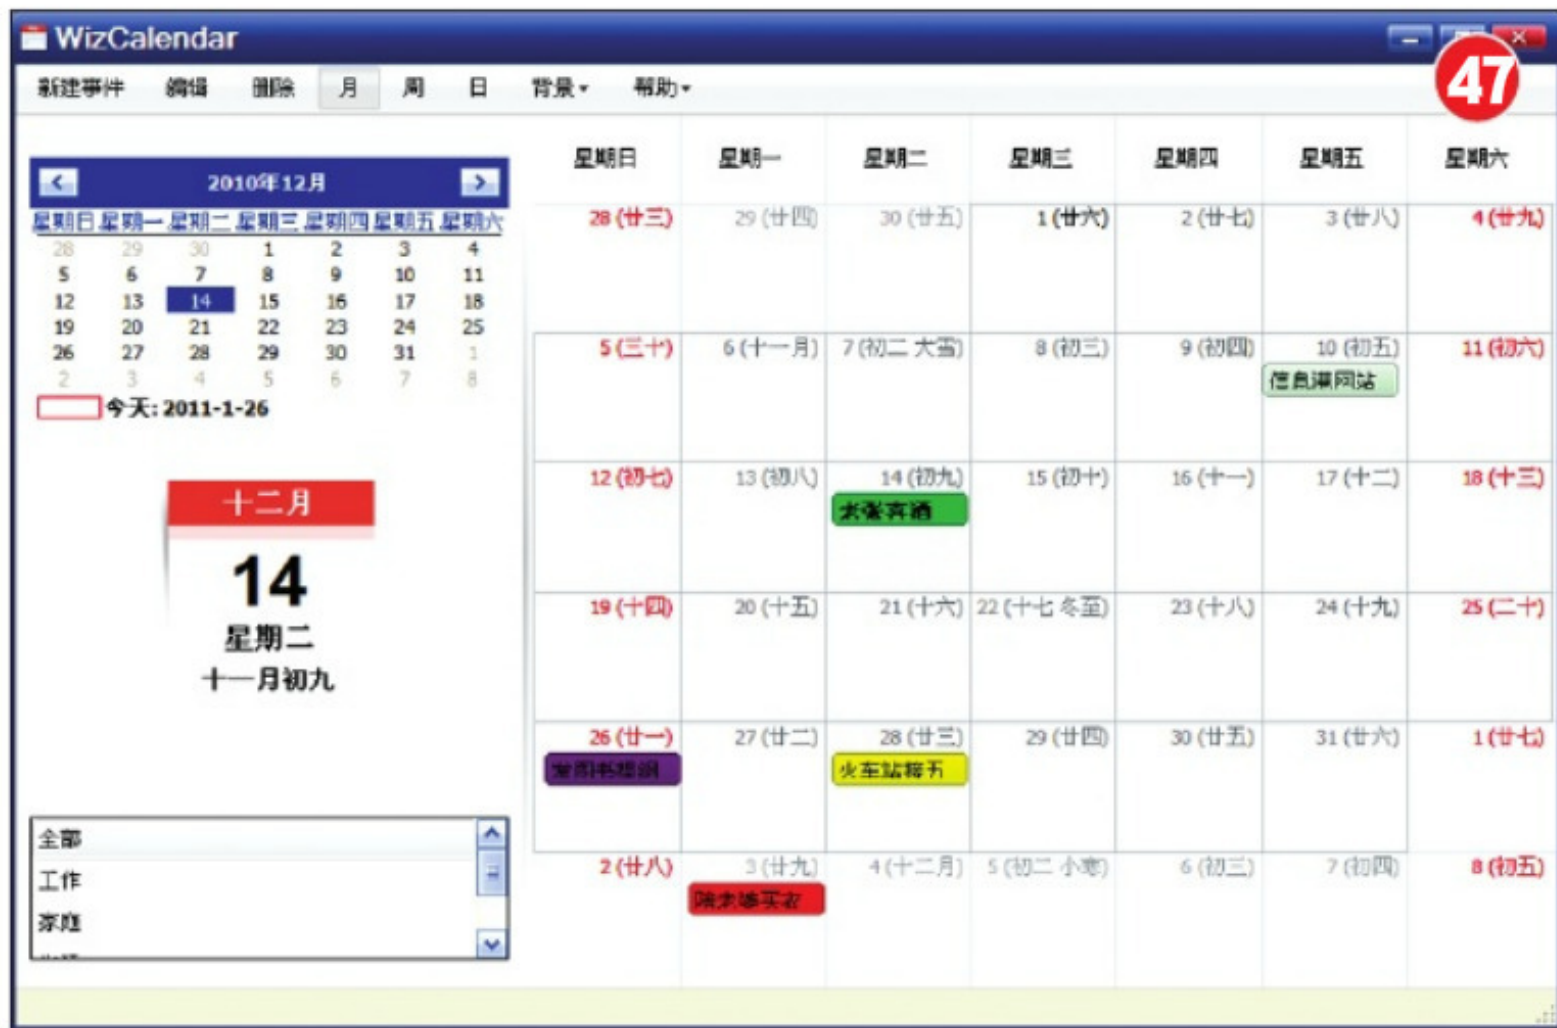 WizCalendar
47
新建事件 编辑 删除 月 周 日 背景 帮助
2010年12月
星期日 星期一 星期二 星期三 星期四 星期五 星期六
28 29 30 1 2 3 4
5 6 7 8 9 10 11
12 13 14 15 16 17 18
19 20 21 22 23 24 25
26 27 28 29 30 31 1
2 3 4 5 6 7 8
今天: 2011-1-26
十二月
14
星期二
十一月初九
全部
工作
家庭
星期日 星期一 星期二 星期三 星期四 星期五 星期六
28 (廿三) 29 (廿四) 30 (廿五) 1 (廿六) 2 (廿七) 3 (廿八) 4 (廿九)
5 (三十) 6 (十一月) 7 (初二 大雪) 8 (初三) 9 (初四) 10 (初五) 11 (初六)
信息港网站
12 (初七) 13 (初八) 14 (初九) 15 (初十) 16 (十一) 17 (十二) 18 (十三)
19 (十四) 20 (十五) 21 (十六) 22 (十七 冬至) 23 (十八) 24 (十九) 25 (二十)
26 (廿一) 27 (廿二) 28 (廿三) 29 (廿四) 30 (廿五) 31 (廿六) 1 (廿七)
火车站接
2 (廿八) 3 (廿九) 4 (十二月) 5 (初二 小寒) 6 (初三) 7 (初四) 8 (初五)